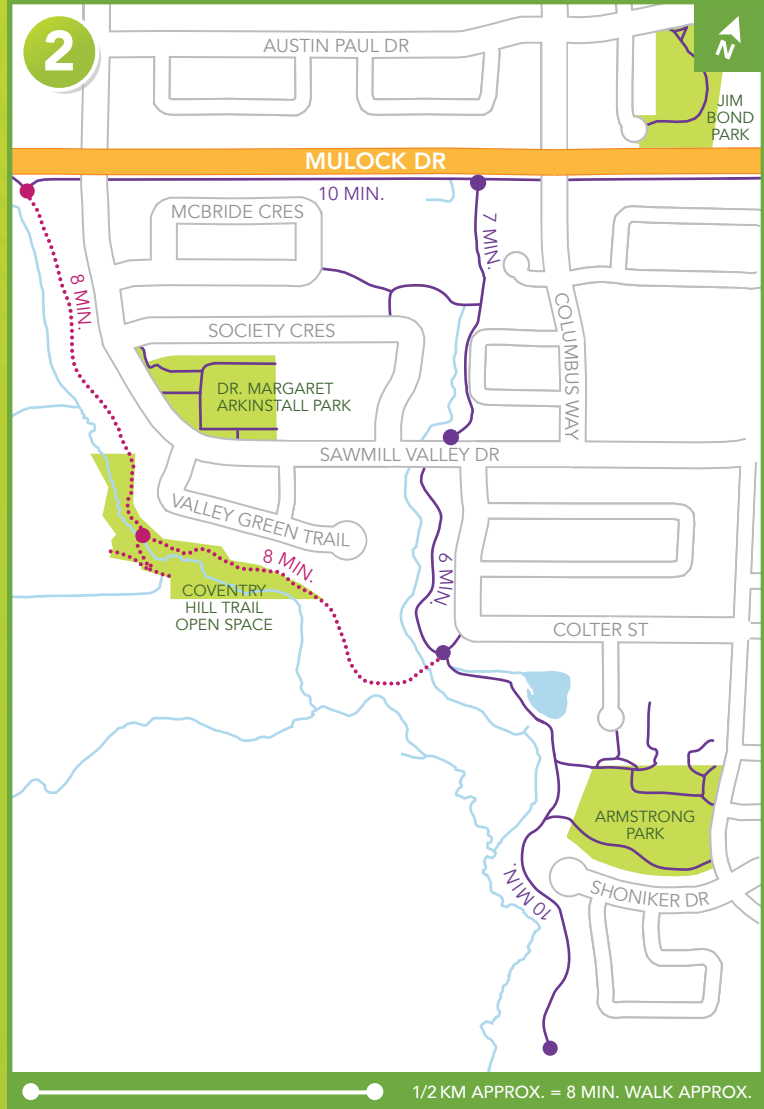 2
N
AUSTIN PAUL DR
JIM
BOND
PARK
MULOCK DR
10 MIN.
MCBRIDE CRES
7 MIN.
8 MIN.
COLUMBUS WAY
SOCIETY CRES
DR. MARGARET
ARKINSTALL PARK
SAWMILL VALLEY DR
VALLEY GREEN TRAIL
8 MIN.
6 MIN.
COVENTRY
HILL TRAIL
OPEN SPACE
COLTER ST
ARMSTRONG
PARK
10 MIN.
SHONIKER DR
1/2 KM APPROX. = 8 MIN. WALK APPROX.